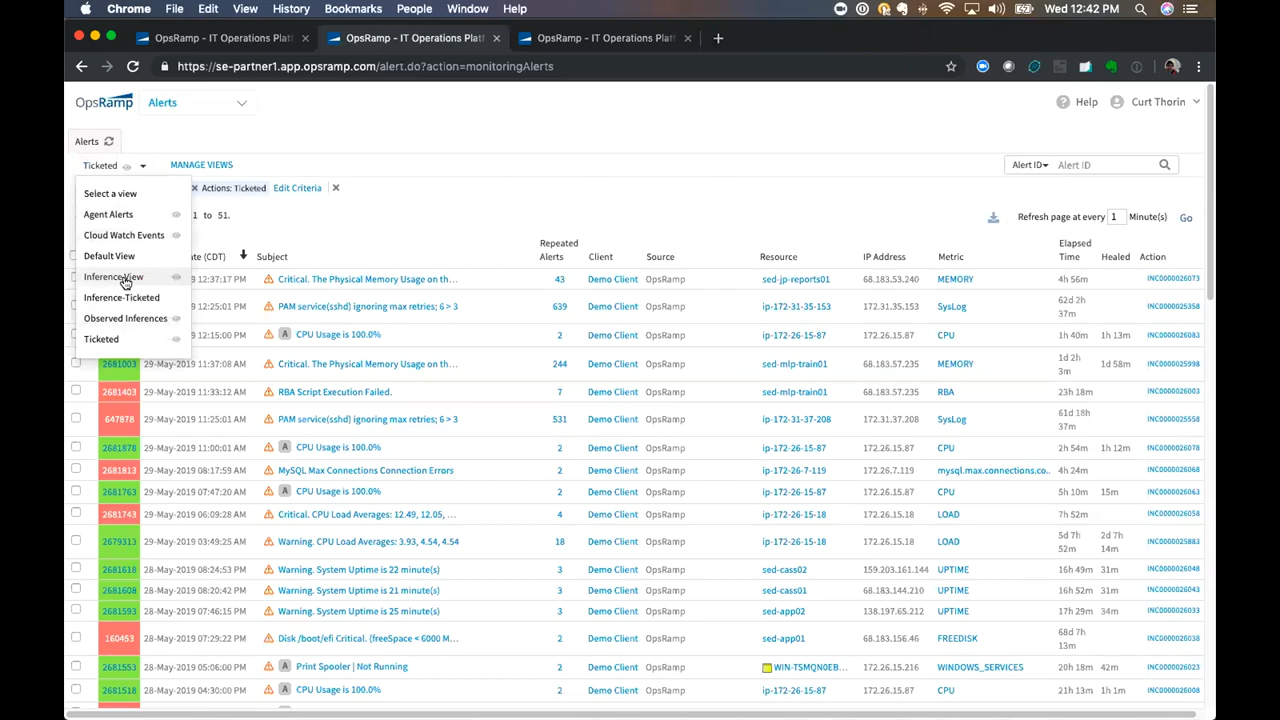 Chrome File Edit View History Bookmarks People Window Help Wed 12:42 PM
OpsRamp - IT Operations Platf × OpsRamp - IT Operations Platf × OpsRamp - IT Operations Platf × +
https://se-partner1.app.opsramp.com/alert.do?action=monitoringAlerts
OpsRamp Alerts Help Curt Thorin
Alerts
Ticketed MANAGE VIEWS Alert ID Alert ID
Select a view
Actions: Ticketed Edit Criteria
Agent Alerts
1 to 51. Refresh page at every 1 Minute(s) Go
Cloud Watch Events
Default View
Inference View
Inference-Ticketed
Observed Inferences
Ticketed
te (CDT) Subject Repeated Alerts Client Source Resource IP Address Metric Elapsed Time Healed Action
12:37:17 PM Critical. The Physical Memory Usage on th... 43 Demo Client OpsRamp sed-jp-reports01 68.183.53.240 MEMORY 4h 56m INC0000026073
12:25:01 PM PAM service(sshd) ignoring max retries; 6 > 3 639 Demo Client OpsRamp ip-172-31-35-153 172.31.35.153 SysLog 62d 2h 37m INC0000025358
12:15:00 PM A CPU Usage is 100.0% 2 Demo Client OpsRamp ip-172-26-15-87 172.26.15.87 CPU 1h 40m 1h 13m INC0000026083
2681003 29-May-2019 11:37:08 AM Critical. The Physical Memory Usage on th... 244 Demo Client OpsRamp sed-mlp-train01 68.183.57.235 MEMORY 1d 2h 3m 1d 58m INC0000025998
2681403 29-May-2019 11:33:12 AM RBA Script Execution Failed. 7 Demo Client OpsRamp sed-mlp-train01 68.183.57.235 RBA 23h 18m INC0000026003
647878 29-May-2019 11:25:01 AM PAM service(sshd) ignoring max retries; 6 > 3 531 Demo Client OpsRamp ip-172-31-37-208 172.31.37.208 SysLog 61d 18h 37m INC0000025558
2681878 29-May-2019 11:00:01 AM A CPU Usage is 100.0% 2 Demo Client OpsRamp ip-172-26-15-87 172.26.15.87 CPU 2h 54m 1h 12m INC0000026078
2681813 29-May-2019 08:17:59 AM MySQL Max Connections Connection Errors 2 Demo Client OpsRamp ip-172-26-7-119 172.26.7.119 mysql.max.connections.co.. 4h 24m INC0000026068
2681763 29-May-2019 07:47:20 AM A CPU Usage is 100.0% 2 Demo Client OpsRamp ip-172-26-15-87 172.26.15.87 CPU 5h 10m 15m INC0000026063
2681743 29-May-2019 06:09:28 AM Critical. CPU Load Averages: 12.49, 12.05, ... 4 Demo Client OpsRamp ip-172-26-15-18 172.26.15.18 LOAD 7h 52m INC0000026058
2679313 29-May-2019 03:49:25 AM Warning. CPU Load Averages: 3.93, 4.54, 4.54 18 Demo Client OpsRamp ip-172-26-15-18 172.26.15.18 LOAD 5d 7h 52m 2d 7h 14m INC0000025883
2681618 28-May-2019 08:24:53 PM Warning. System Uptime is 22 minute(s) 3 Demo Client OpsRamp sed-cass02 159.203.161.144 UPTIME 16h 49m 31m INC0000026048
2681608 28-May-2019 08:20:42 PM Warning. System Uptime is 21 minute(s) 3 Demo Client OpsRamp sed-cass01 68.183.144.210 UPTIME 16h 52m 31m INC0000026043
2681593 28-May-2019 07:46:15 PM Warning. System Uptime is 25 minute(s) 3 Demo Client OpsRamp sed-app02 138.197.65.212 UPTIME 17h 29m 34m INC0000026033
160453 28-May-2019 07:29:22 PM Disk /boot/efi Critical. (freeSpace < 6000 M... 2 Demo Client OpsRamp sed-app01 68.183.156.46 FREEDISK 68d 7h 13m INC0000026038
2681553 28-May-2019 05:06:00 PM A Print Spooler | Not Running 2 Demo Client OpsRamp WIN-TSMQN0EB... 172.26.15.216 WINDOWS_SERVICES 20h 18m 42m INC0000026023
2681518 28-May-2019 04:30:00 PM A CPU Usage is 100.0% 2 Demo Client OpsRamp ip-172-26-15-87 172.26.15.87 CPU 21h 13m 1h 1m INC0000026008